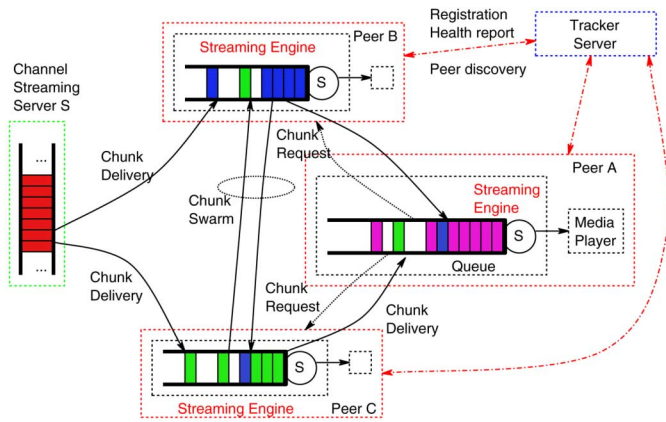 Registration
Health report
Tracker
Server
Peer B
Streaming Engine
S
Peer discovery
Channel
Streaming
Server S
...
Chunk
Delivery
Chunk
Request
Chunk
Swarm
Peer A
Streaming
Engine
S
Media
Player
Queue
...
Chunk
Delivery
Chunk
Request
Chunk
Delivery
S
Streaming Engine
Peer C